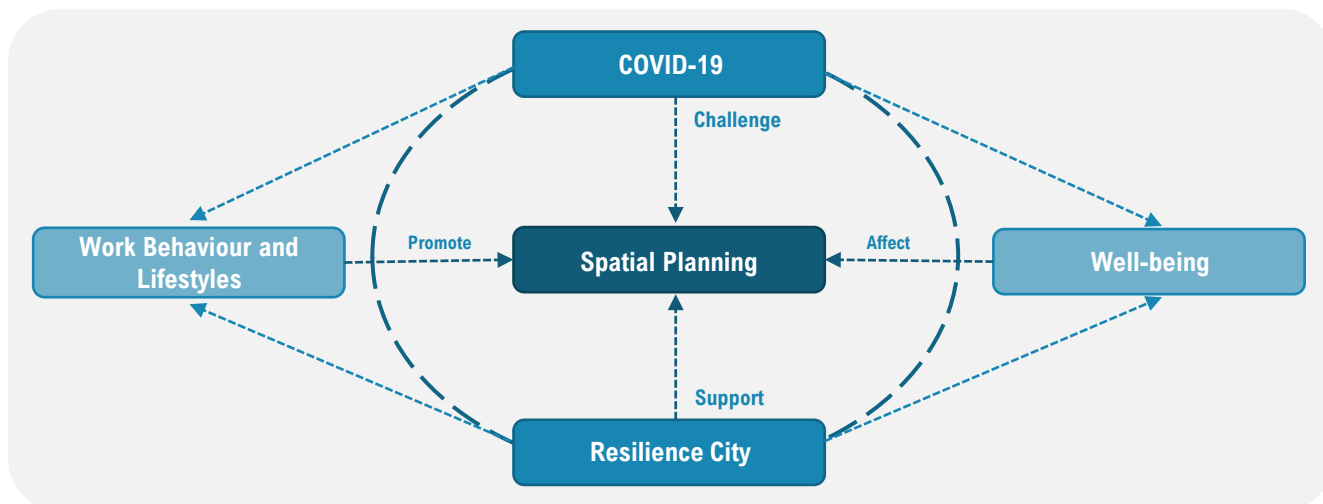 COVID-19
Challenge
Work Behaviour and
Lifestyles
Promote
Spatial Planning
Affect
Well-being
Support
Resilience City